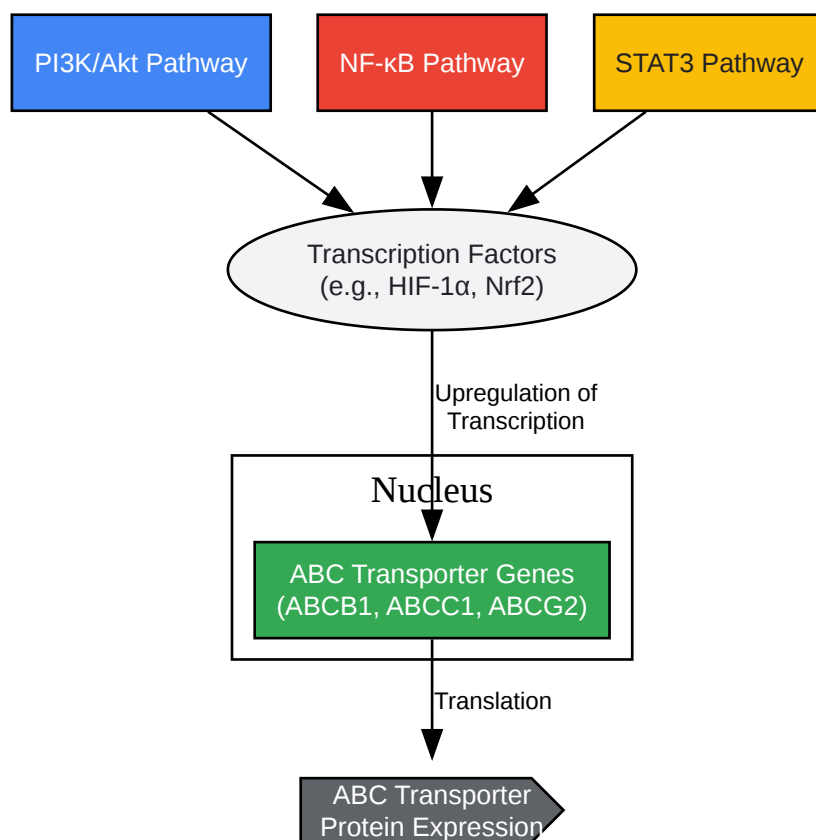 PI3K/Akt Pathway
NF-κB Pathway
STAT3 Pathway
Transcription Factors
(e.g., HIF-1α, Nrf2)
Upregulation of
Transcription
Nucleus
ABC Transporter Genes
(ABCB1, ABCC1, ABCG2)
Translation
ABC Transporter
Protein Expression